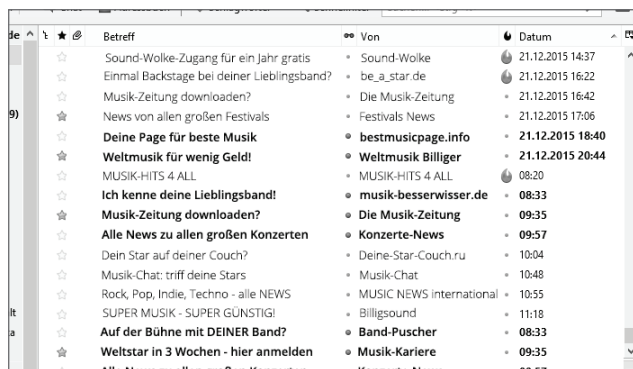 de Betreff Von Datum
Sound-Wolke-Zugang für ein Jahr gratis Sound-Wolke 21.12.2015 14:37
Einmal Backstage bei deiner Lieblingsband? be_a_star.de 21.12.2015 16:22
Musik-Zeitung downloaden? Die Musik-Zeitung 21.12.2015 16:42
9) News von allen großen Festivals Festivals News 21.12.2015 17:06
Deine Page für beste Musik bestmusicpage.info 21.12.2015 18:40
Weltmusik für wenig Geld! Weltmusik Billiger 21.12.2015 20:44
MUSIK-HITS 4 ALL MUSIK-HITS 4 ALL 08:20
Ich kenne deine Lieblingsband! musik-besserwisser.de 08:33
Musik-Zeitung downloaden? Die Musik-Zeitung 09:35
Alle News zu allen großen Konzerten Konzerte-News 09:57
Dein Star auf deiner Couch? Deine-Star-Couch.ru 10:04
Musik-Chat: triff deine Stars Musik-Chat 10:48
Rock, Pop, Indie, Techno - alle NEWS MUSIC NEWS international 10:55
lt SUPER MUSIK - SUPER GÜNSTIG! Billigsound 11:18
a Auf der Bühne mit DEINER Band? Band-Puscher 08:33
Weltstar in 3 Wochen - hier anmelden Musik-Kariere 09:35